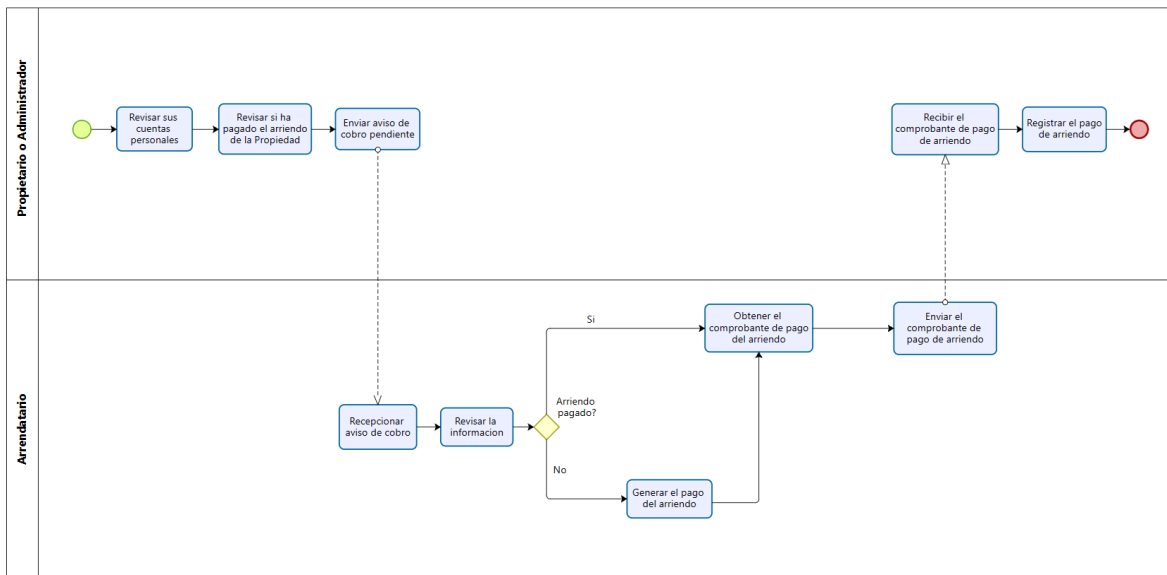 Propietario o Administrador
Revisar sus
cuentas
personales
Revisar si ha
pagado el arriendo
de la Propiedad
Enviar aviso de
cobro pendiente
Recibir el
comprobante de pago
de arriendo
Registrar el pago
de arriendo
Arrendatario
Recepcionar
aviso de cobro
Revisar la
informacion
Arriendo
pagado?
Si
No
Obtener el
comprobante de pago
del arriendo
Generar el pago
del arriendo
Enviar el
comprobante de
pago de arriendo